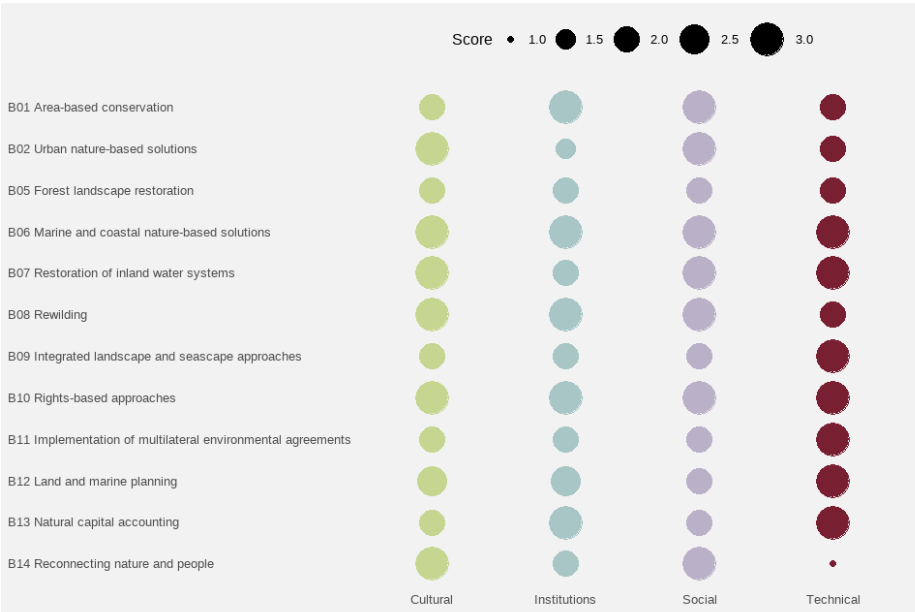 Score 1.0 1.5 2.0 2.5 3.0
B01 Area-based conservation
B02 Urban nature-based solutions
B05 Forest landscape restoration
B06 Marine and coastal nature-based solutions
B07 Restoration of inland water systems
B08 Rewilding
B09 Integrated landscape and seascape approaches
B10 Rights-based approaches
B11 Implementation of multilateral environmental agreements
B12 Land and marine planning
B13 Natural capital accounting
B14 Reconnecting nature and people
Cultural Institutions Social Technical